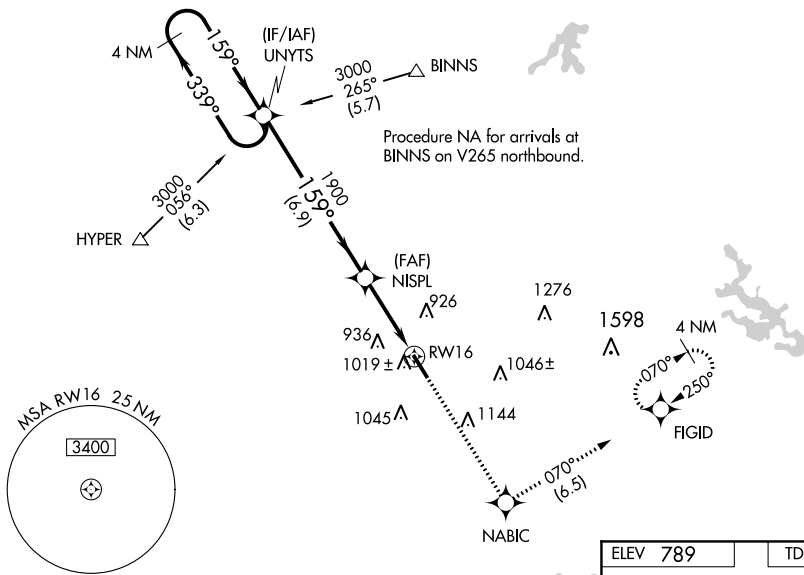 4 NM
159°
339°
(IF/IAF)
UNYTS
3000
265°
(5.7)
BINNS
Procedure NA for arrivals at
BINNS on V265 northbound.
3000
056°
(6.3)
HYPER
1900
159°
(6.9)
(FAF)
NISPL
926
1276
1598
4 NM
936
RW16
1019 ±
1046±
070°
250°
1045
1144
FIGID
MSA RW16 25 NM
3400
070°
(6.5)
NABIC
ELEV 789
TD